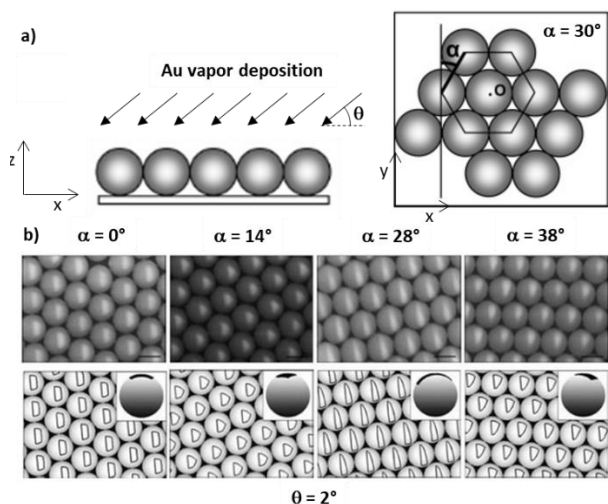 a)
Au vapor deposition
θ
z
x
α = 30°
α
.o
y
x
b)
α = 0°
α = 14°
α = 28°
α = 38°
θ = 2°